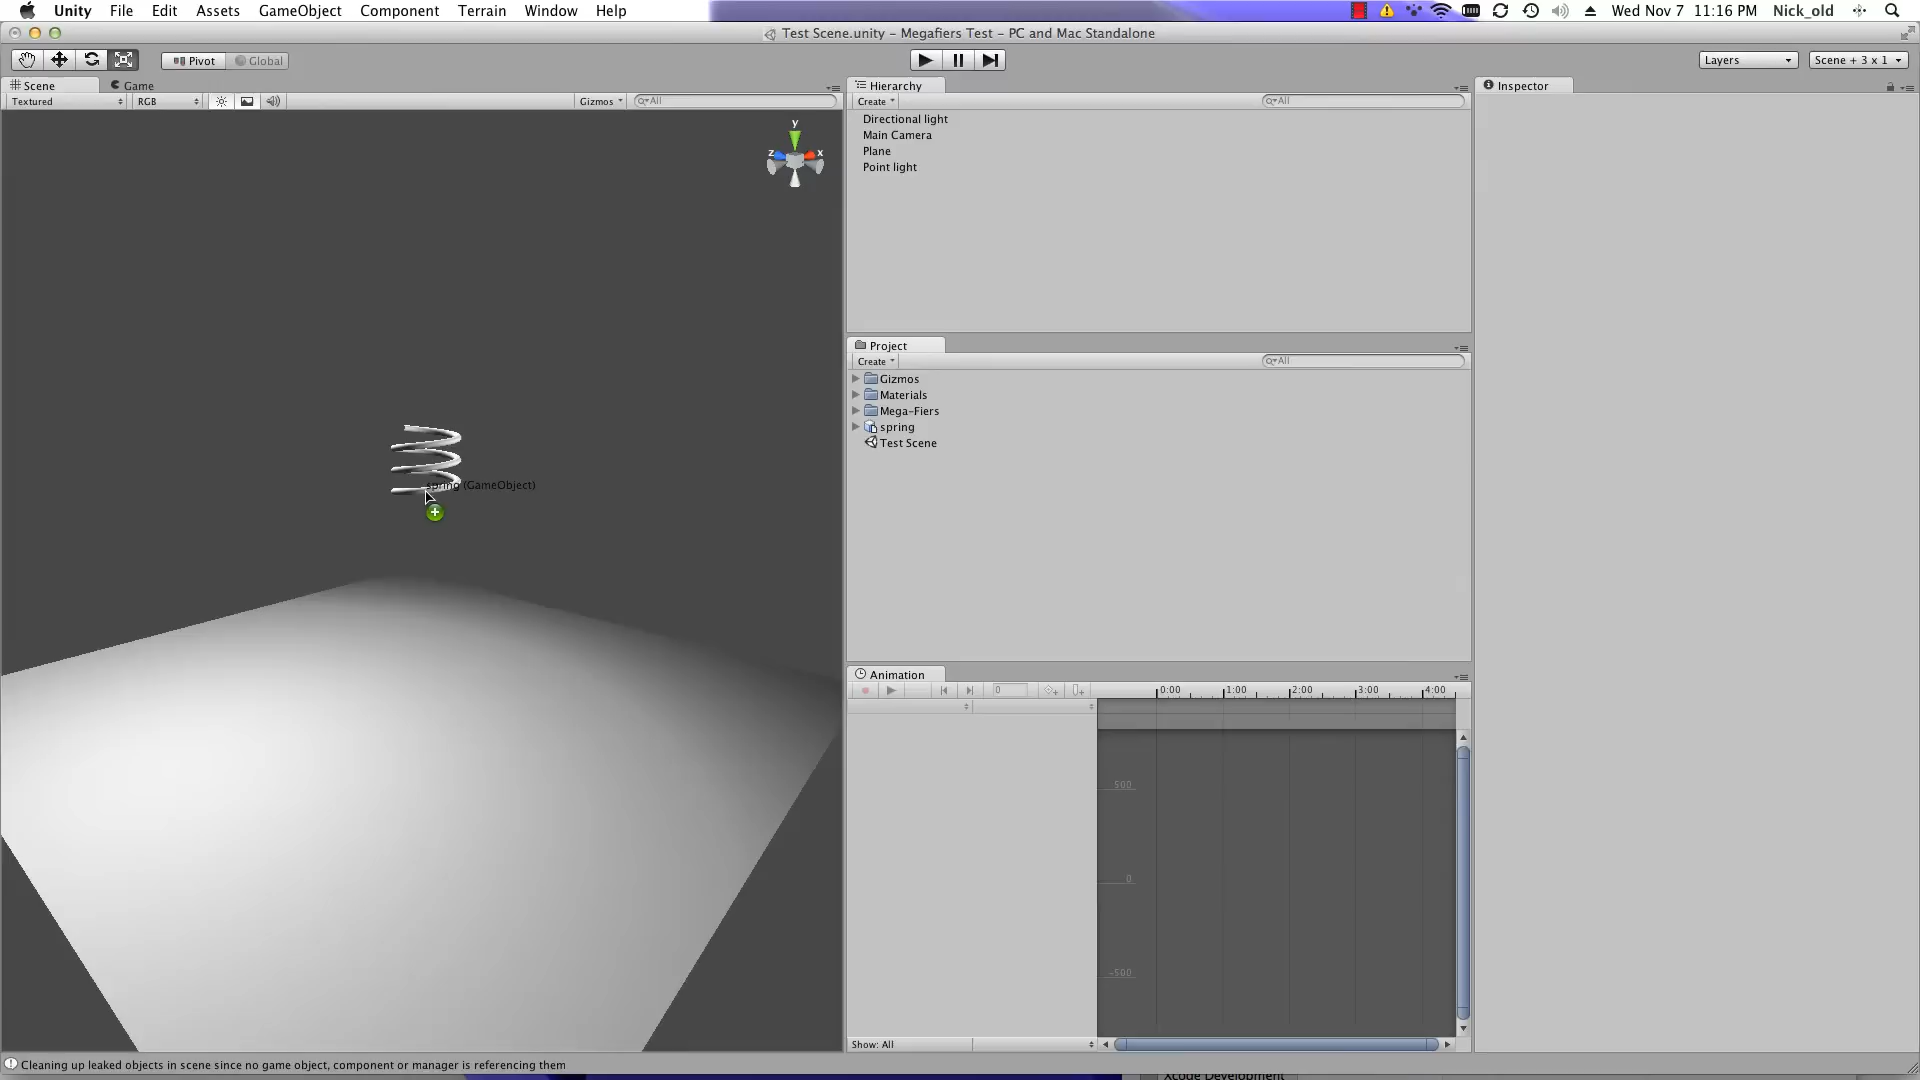 Unity File Edit Assets GameObject Component Terrain Window Help Wed Nov 7 11:16 PM Nick_old
Test Scene.unity - Megafiers Test - PC and Mac Standalone
Pivot Global Layers Scene + 3 x 1
Scene Game
Textured RGB Gizmos All
y
z x
Hierarchy
Create All
Directional light
Main Camera
Plane
Point light
Inspector
spring (GameObject)
Project
Create All
Gizmos
Materials
Mega-Fiers
spring
Test Scene
Animation
0 0:00 1:00 2:00 3:00 4:00
500
0
-500
Show: All
Cleaning up leaked objects in scene since no game object, component or manager is referencing them
Xcode Development